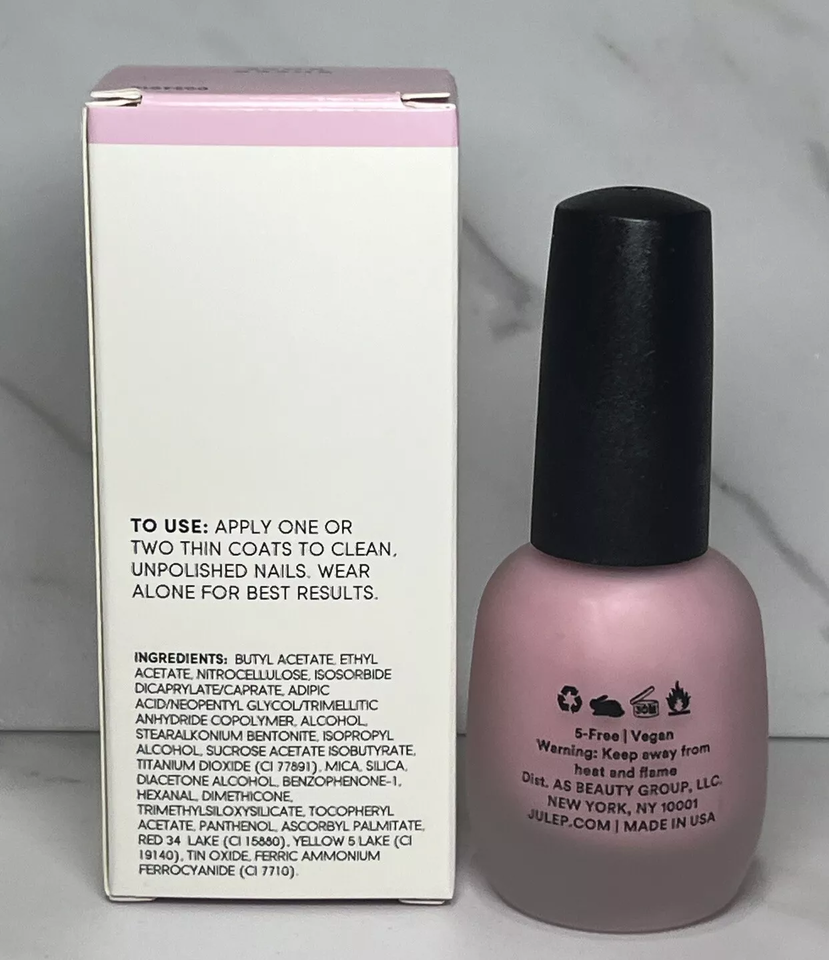 TO USE: APPLY ONE OR
TWO THIN COATS TO CLEAN,
UNPOLISHED NAILS. WEAR
ALONE FOR BEST RESULTS.
INGREDIENTS: BUTYL ACETATE, ETHYL
ACETATE, NITROCELLULOSE, ISOSORBIDE
DICAPRYLATE/CAPRATE, ADIPIC
ACID/NEOPENTYL GLYCOL/TRIMELLITIC
ANHYDRIDE COPOLYMER, ALCOHOL,
STEARALKONIUM BENTONITE, ISOPROPYL
ALCOHOL, SUCROSE ACETATE ISOBUTYRATE,
TITANIUM DIOXIDE (CI 77891), MICA, SILICA,
DIACETONE ALCOHOL, BENZOPHENONE-1,
HEXANAL, DIMETHICONE,
TRIMETHYLSILOXYSILICATE, TOCOPHERYL
ACETATE, PANTHENOL, ASCORBYL PALMITATE,
RED 34 LAKE (CI 15880), YELLOW 5 LAKE (CI
19140), TIN OXIDE, FERRIC AMMONIUM
FERROCYANIDE (CI 7710).
5-Free | Vegan
Warning: Keep away from
heat and flame
Dist. AS BEAUTY GROUP, LLC.
NEW YORK, NY 10001
JULEP.COM | MADE IN USA